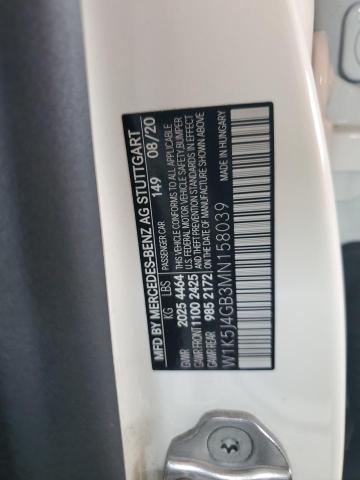 MFD BY MERCEDES-BENZ AG STUTTGART
PASSENGER CAR 149 08/20
KG LBS THIS VEHICLE CONFORMS TO ALL APPLICABLE
GVWR 2025 4464 U.S. FEDERAL MOTOR VEHICLE SAFETY, BUMPER
GAWR FRONT 1100 2425 AND THEFT PREVENTION STANDARDS IN EFFECT
GAWR REAR 985 2172 ON THE DATE OF MANUFACTURE SHOWN ABOVE
MADE IN HUNGARY
W1K5J4GB3MN158039